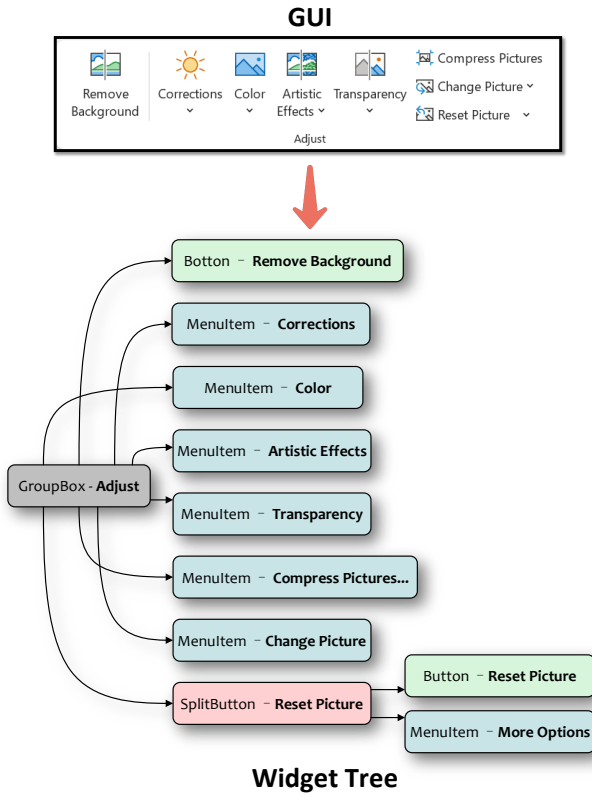 GUI
Remove
Background
Corrections
Color
Artistic
Effects
Transparency
Compress Pictures
Change Picture
Reset Picture
Adjust
Botton - Remove Background
MenuItem - Corrections
MenuItem - Color
MenuItem - Artistic Effects
GroupBox - Adjust
MenuItem - Transparency
MenuItem - Compress Pictures...
MenuItem - Change Picture
SplitButton - Reset Picture
Button - Reset Picture
MenuItem - More Options
Widget Tree